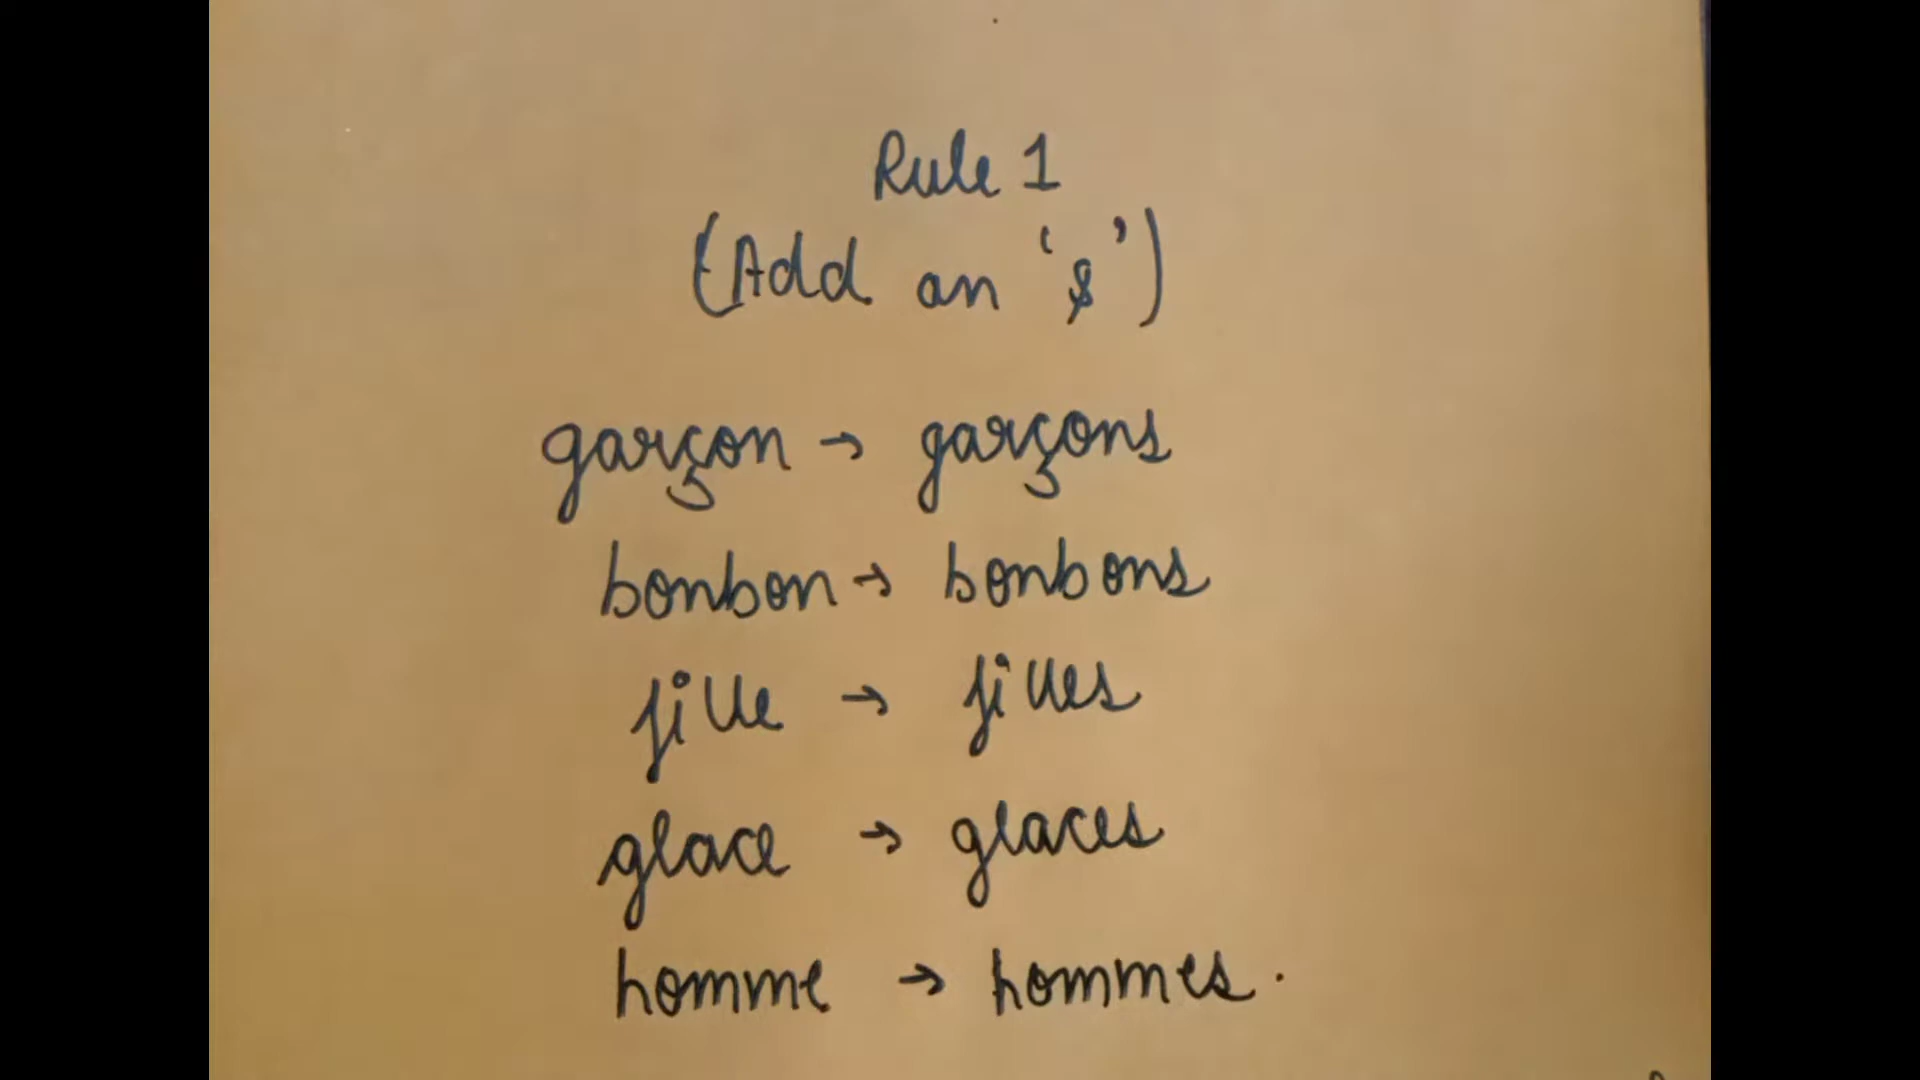 Rule 1
(Add an 's')
garçon → garçons
bonbon → bonbons
fille → filles
glace → glaces
homme → hommes.